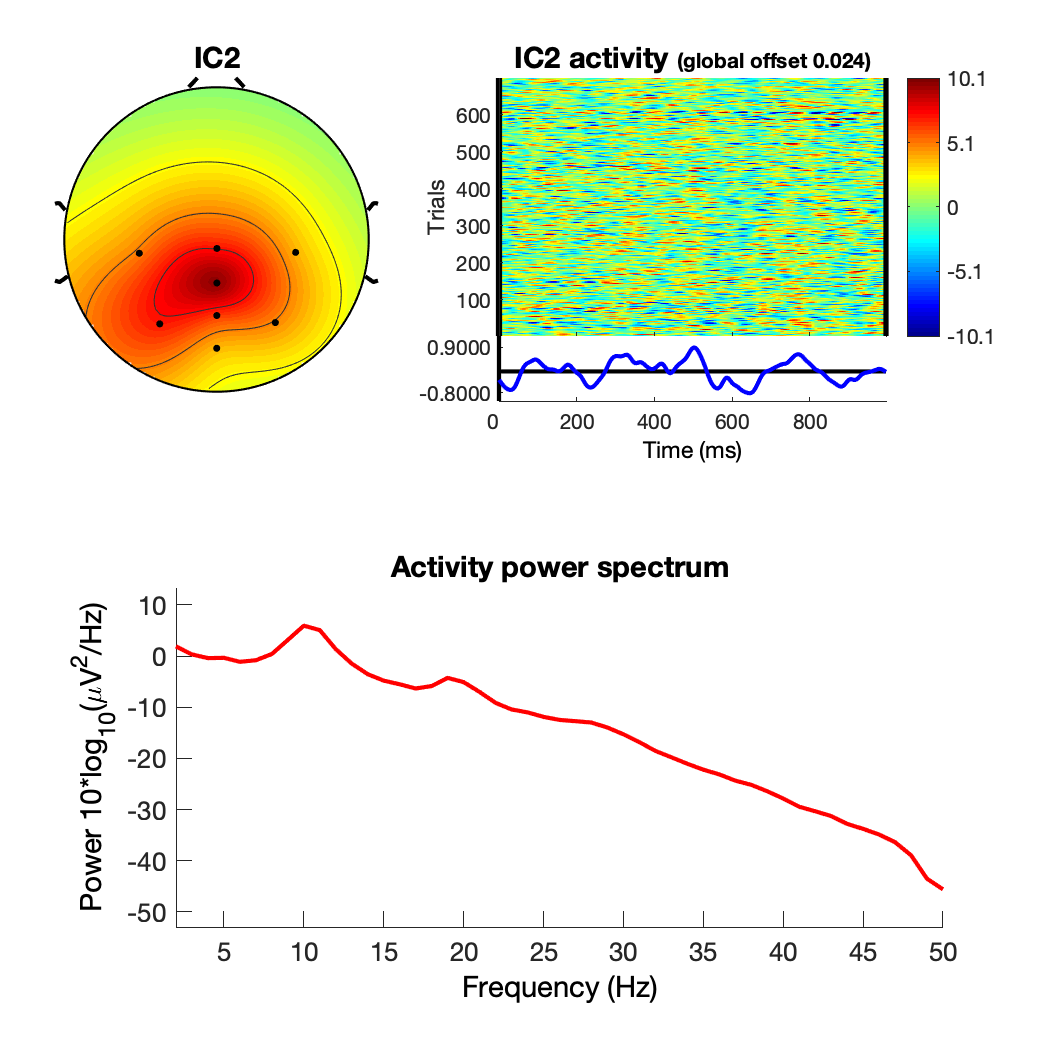 IC2
IC2 activity (global offset 0.024)
Trials
600
500
400
300
200
100
10.1
5.1
0
-5.1
-10.1
0.9000
-0.8000
0 200 400 600 800
Time (ms)
Activity power spectrum
Power 10*log10(μV2/Hz)
10
0
-10
-20
-30
-40
-50
5 10 15 20 25 30 35 40 45 50
Frequency (Hz)